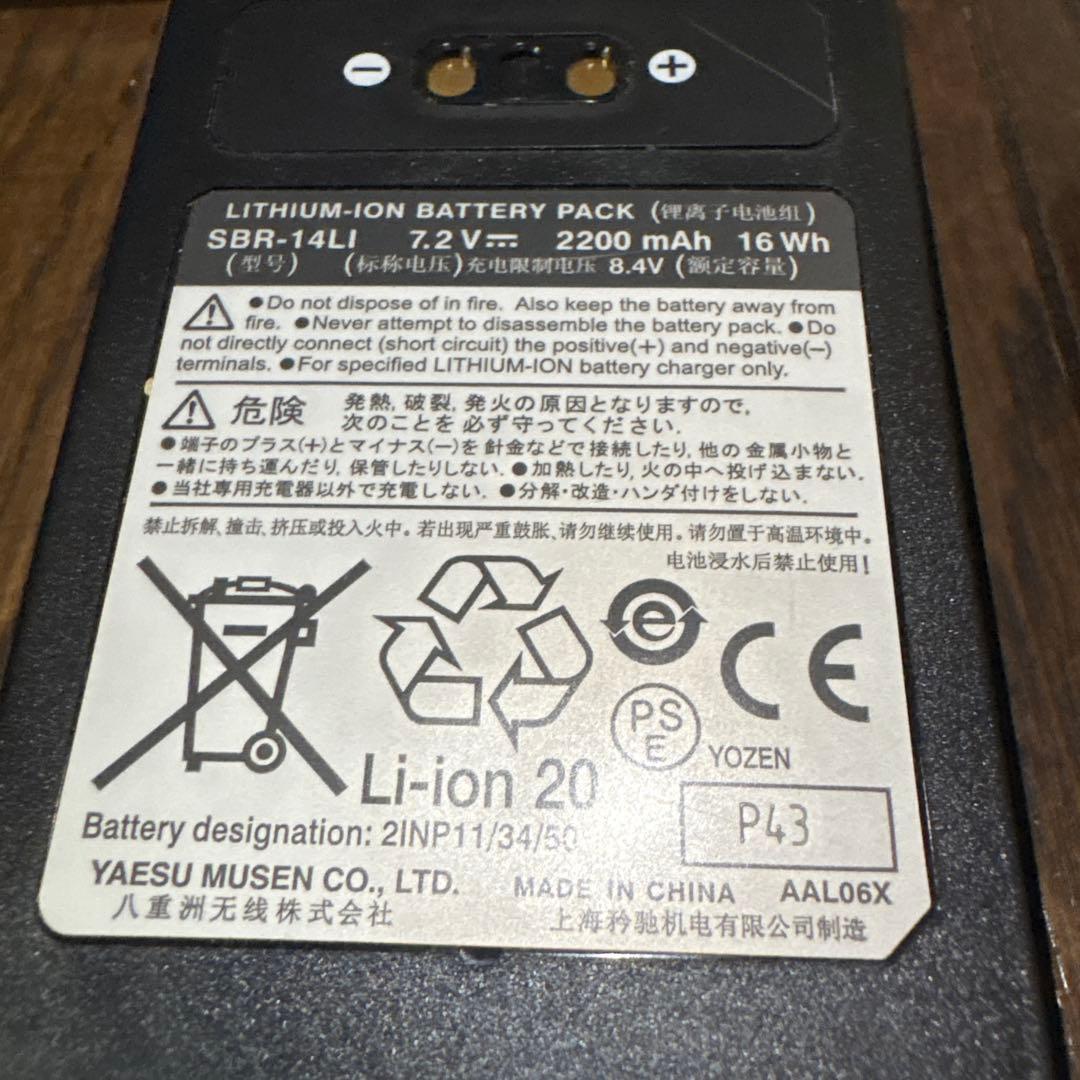 − +
LITHIUM-ION BATTERY PACK (锂离子电池组)
SBR-14LI 7.2 V⎓ 2200 mAh 16 Wh
(型号) (标称电压) 充电限制电压 8.4V (额定容量)
●Do not dispose of in fire. Also keep the battery away from
fire. ●Never attempt to disassemble the battery pack. ●Do
not directly connect (short circuit) the positive(+) and negative(−)
terminals. ●For specified LITHIUM-ION battery charger only.
危険 発熱, 破裂, 発火の原因となりますので,
次のことを 必ず守ってください.
●端子のプラス(+)とマイナス(−)を 針金などで接続したり, 他の 金属小物と
一緒に持ち運んだり, 保管したりしない. ●加熱したり, 火の中へ投げ込まない.
●当社専用充電器以外で充電しない. ●分解・改造・ハンダ付けをしない.
禁止拆解、撞击、挤压或投入火中。若出现严重鼓胀、请勿继续使用。请勿置于高温环境中。
电池浸水后禁止使用!
e
CE
PS
E
YOZEN
Li-ion 20
P43
Battery designation: 2INP11/34/50
YAESU MUSEN CO., LTD. MADE IN CHINA AAL06X
八重洲无线株式会社 上海矜驰机电有限公司制造